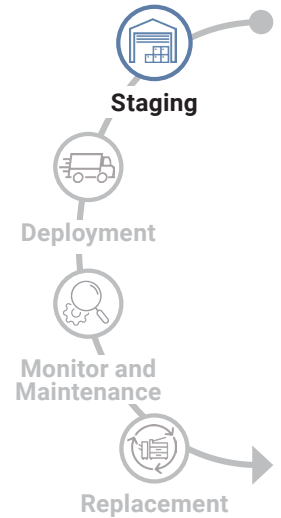 Staging
Deployment
Monitor and
Maintenance
Replacement